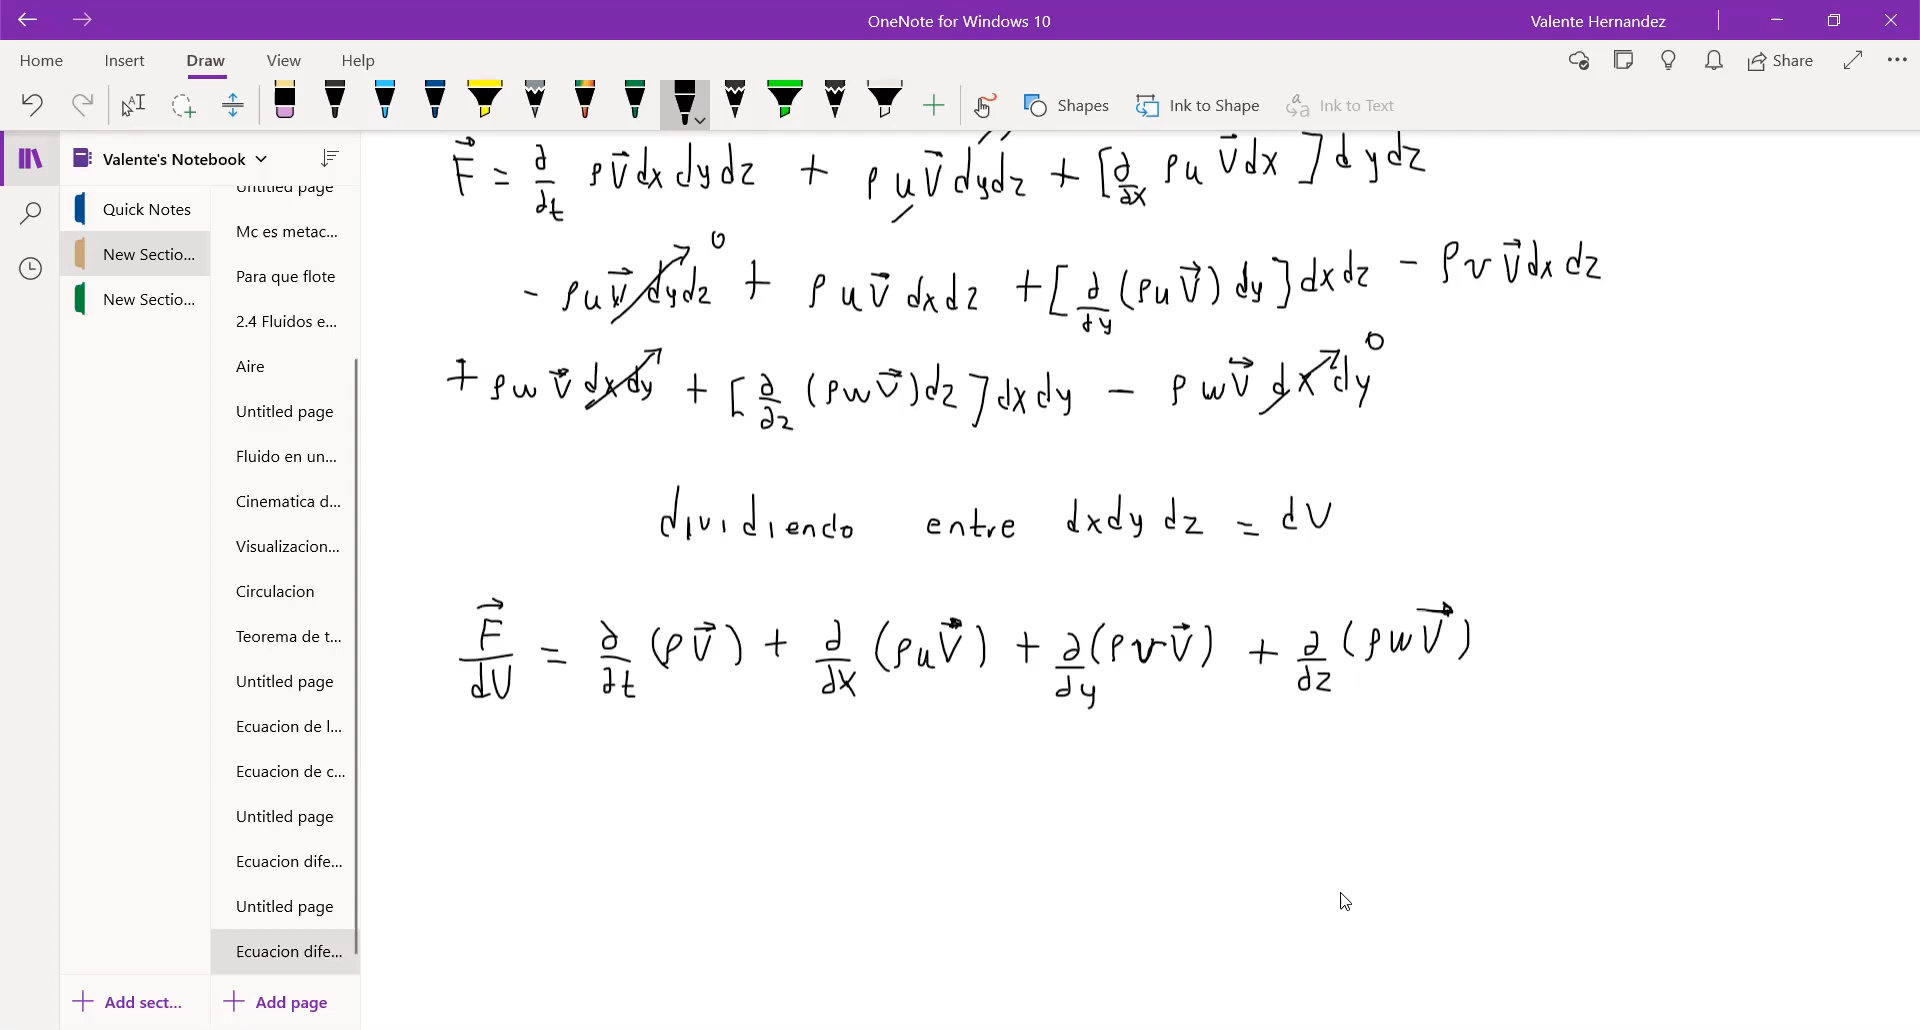 OneNote for Windows 10
Valente Hernandez
Home Insert Draw View Help
Share
Shapes Ink to Shape Ink to Text
Valente's Notebook
Quick Notes
New Sectio...
New Sectio...
Untitled page
Mc es metac...
Para que flote
2.4 Fluidos e...
Aire
Untitled page
Fluido en un...
Cinematica d...
Visualizacion...
Circulacion
Teorema de t...
Untitled page
Ecuacion de l...
Ecuacion de c...
Untitled page
Ecuacion dife...
Untitled page
Ecuacion dife...
Add sect...
Add page
F⃗ = ∂/∂t ρV⃗dxdydz + ρuV⃗dydz + [∂/∂x ρuV⃗dx]dydz
- ρuV⃗dydz 0 + ρuV⃗dxdz + [∂/∂y (ρuV⃗)dy]dxdz - ρvV⃗dxdz
+ ρwV⃗dxdy + [∂/∂z (ρwV⃗)dz]dxdy - ρwV⃗dxdy 0
dividiendo entre dxdydz = dV
F⃗/dV = ∂/∂t (ρV⃗) + ∂/dx (ρuV⃗) + ∂/dy (ρvV⃗) + ∂/dz (ρwV⃗)